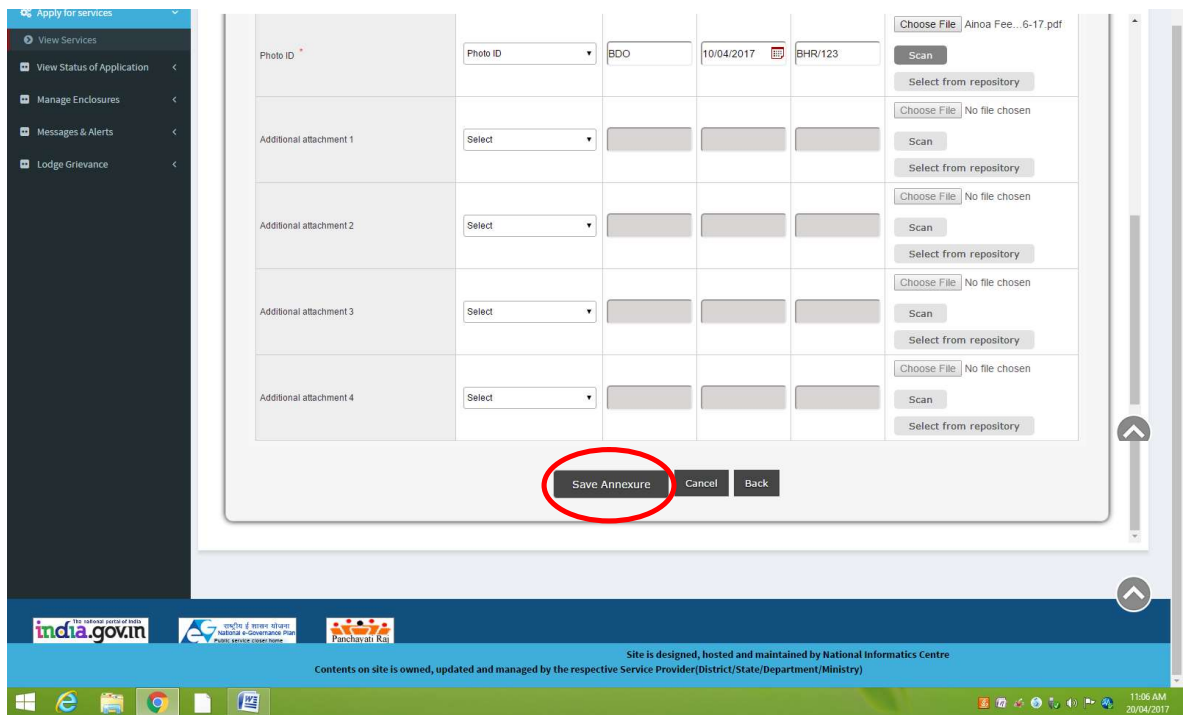 Apply for services
View Services
View Status of Application
Manage Enclosures
Messages & Alerts
Lodge Grievance
Photo ID *
Photo ID
BDO
10/04/2017
BHR/123
Choose File Ainoa Fee...6-17.pdf
Scan
Select from repository
Additional attachment 1
Select
Choose File No file chosen
Scan
Select from repository
Additional attachment 2
Select
Choose File No file chosen
Scan
Select from repository
Additional attachment 3
Select
Choose File No file chosen
Scan
Select from repository
Additional attachment 4
Select
Choose File No file chosen
Scan
Select from repository
Save Annexure Cancel Back
The national portal of India
india.gov.in
राष्ट्रीय ई शासन योजना
National e-Governance Plan
Public service closer home
Panchayati Raj
Site is designed, hosted and maintained by National Informatics Centre
Contents on site is owned, updated and managed by the respective Service Provider(District/State/Department/Ministry)
11:06 AM
20/04/2017